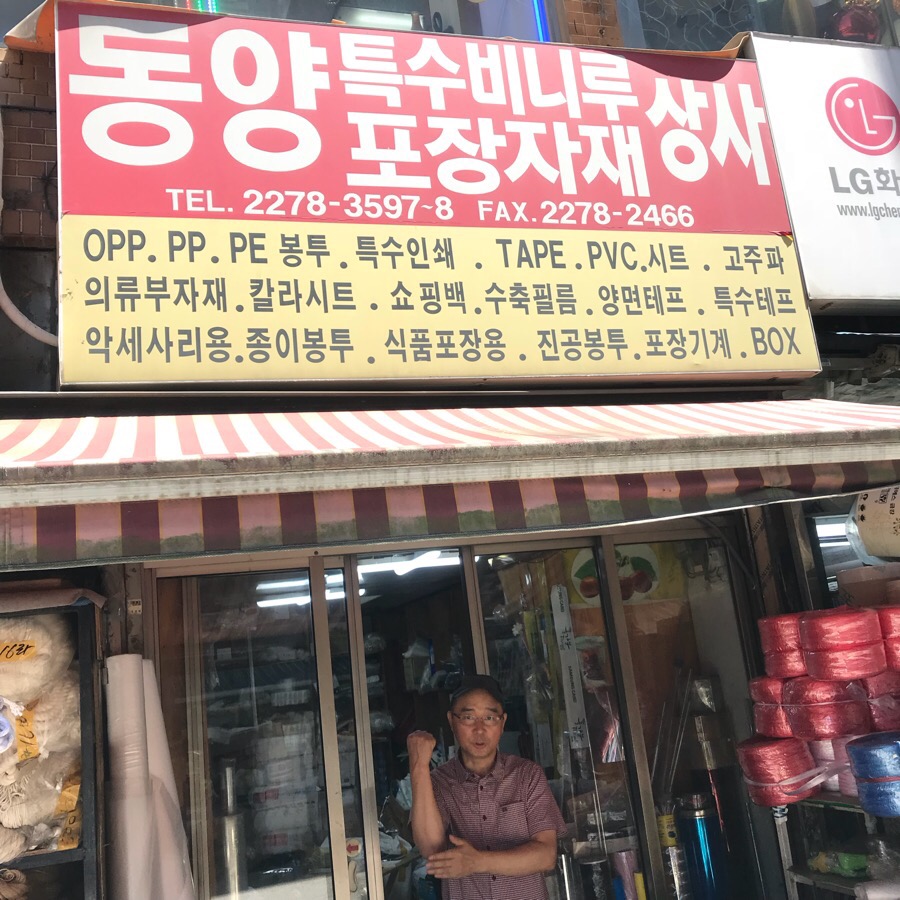 동양 특수비니루 상사
포장자재
TEL. 2278-3597~8 FAX. 2278-2466
OPP. PP. PE 봉투. 특수인쇄 . TAPE. PVC.시트 . 고주파
의류부자재. 칼라시트 . 쇼핑백. 수축필름. 양면테프 . 특수테프
악세사리용. 종이봉투 . 식품포장용 . 진공봉투. 포장기계. BOX
LG
LG화
www.lgche